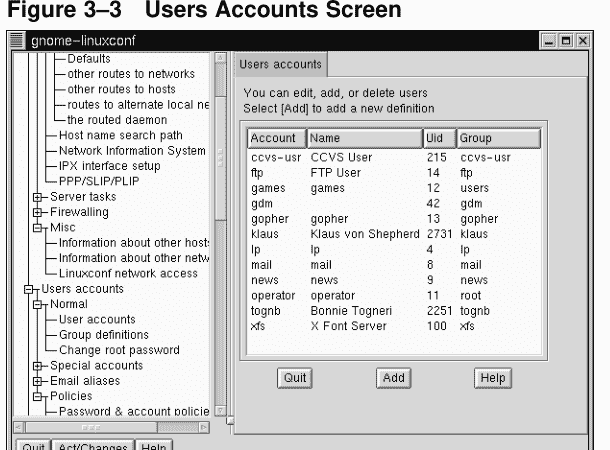 Figure 3–3 Users Accounts Screen
gnome-linuxconf
Defaults
other routes to networks
other routes to hosts
routes to alternate local ne
the routed daemon
Host name search path
Network Information System
IPX interface setup
PPP/SLIP/PLIP
Server tasks
Firewalling
Misc
Information about other hosts
Information about other netw
Linuxconf network access
Users accounts
Normal
User accounts
Group definitions
Change root password
Special accounts
Email aliases
Policies
Password & account policie
Quit Act/Changes Help
Users accounts
You can edit, add, or delete users
Select [Add] to add a new definition
Account Name Uid Group
ccvs-usr CCVS User 215 ccvs-usr
ftp FTP User 14 ftp
games games 12 users
gdm 42 gdm
gopher gopher 13 gopher
klaus Klaus von Shepherd 2731 klaus
lp lp 4 lp
mail mail 8 mail
news news 9 news
operator operator 11 root
tognb Bonnie Togneri 2251 tognb
xfs X Font Server 100 xfs
Quit Add Help